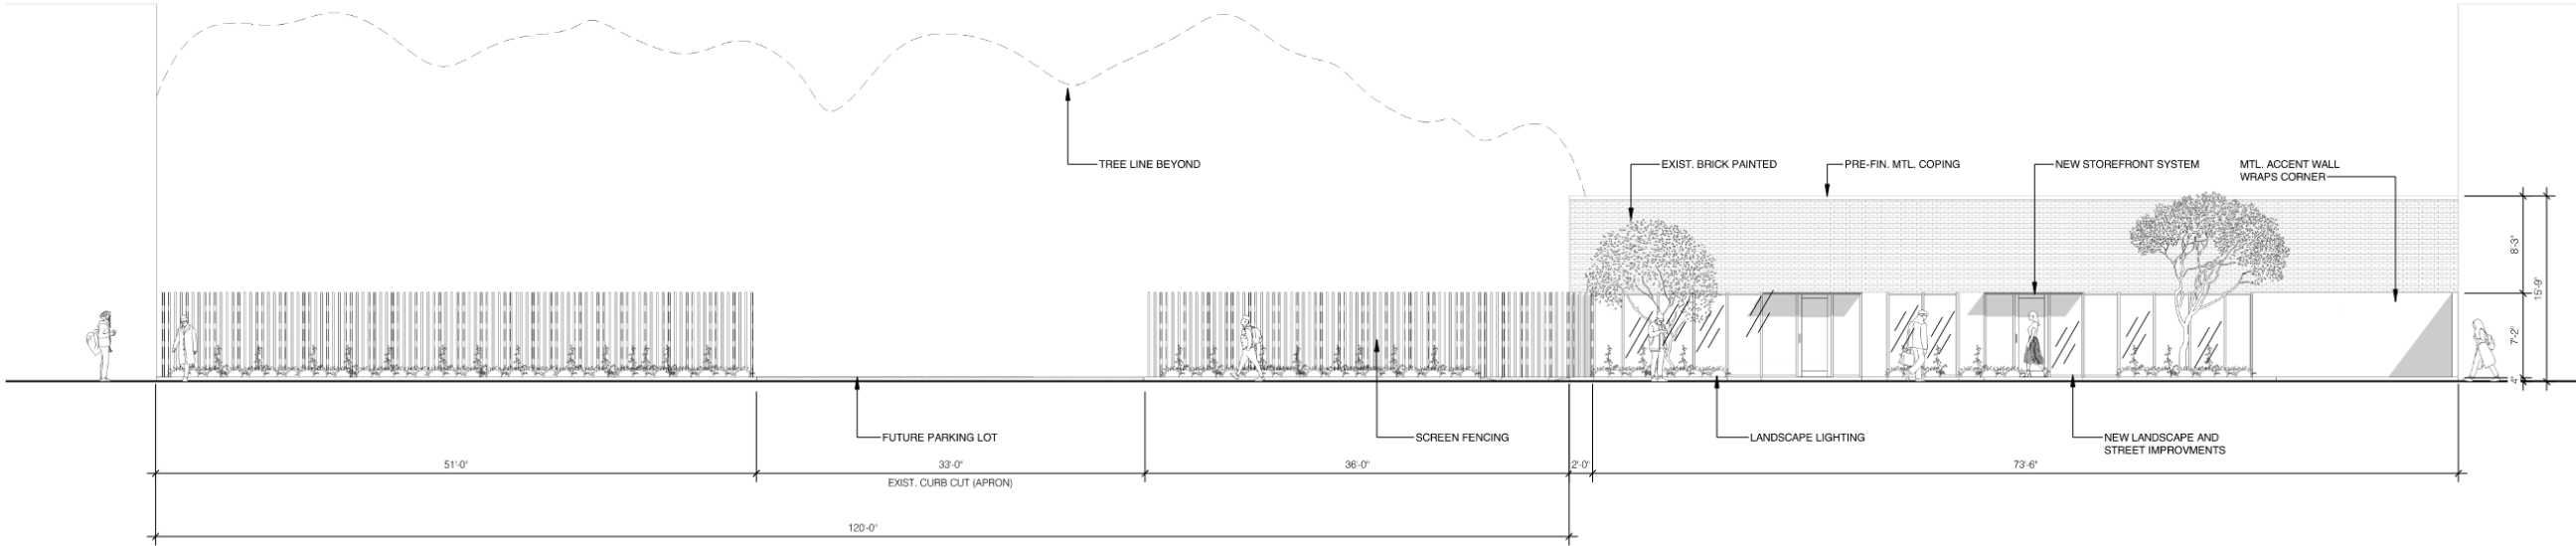 TREE LINE BEYOND
EXIST. BRICK PAINTED
PRE-FIN. MTL. COPING
NEW STOREFRONT SYSTEM
MTL. ACCENT WALL
WRAPS CORNER
8'-3"
15'-9"
7'-2"
4"
FUTURE PARKING LOT
SCREEN FENCING
LANDSCAPE LIGHTING
NEW LANDSCAPE AND
STREET IMPROVMENTS
51'-0"
33'-0"
36'-0"
2'-0"
73'-6"
EXIST. CURB CUT (APRON)
120'-0"